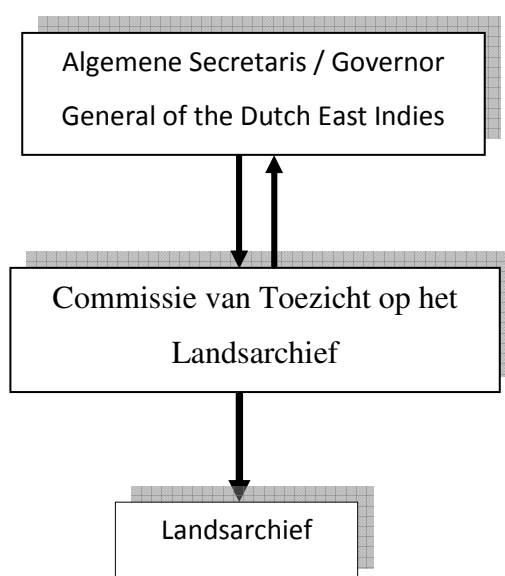 Algemene Secretaris / Governor
General of the Dutch East Indies
Commissie van Toezicht op het
Landsarchief
Landsarchief